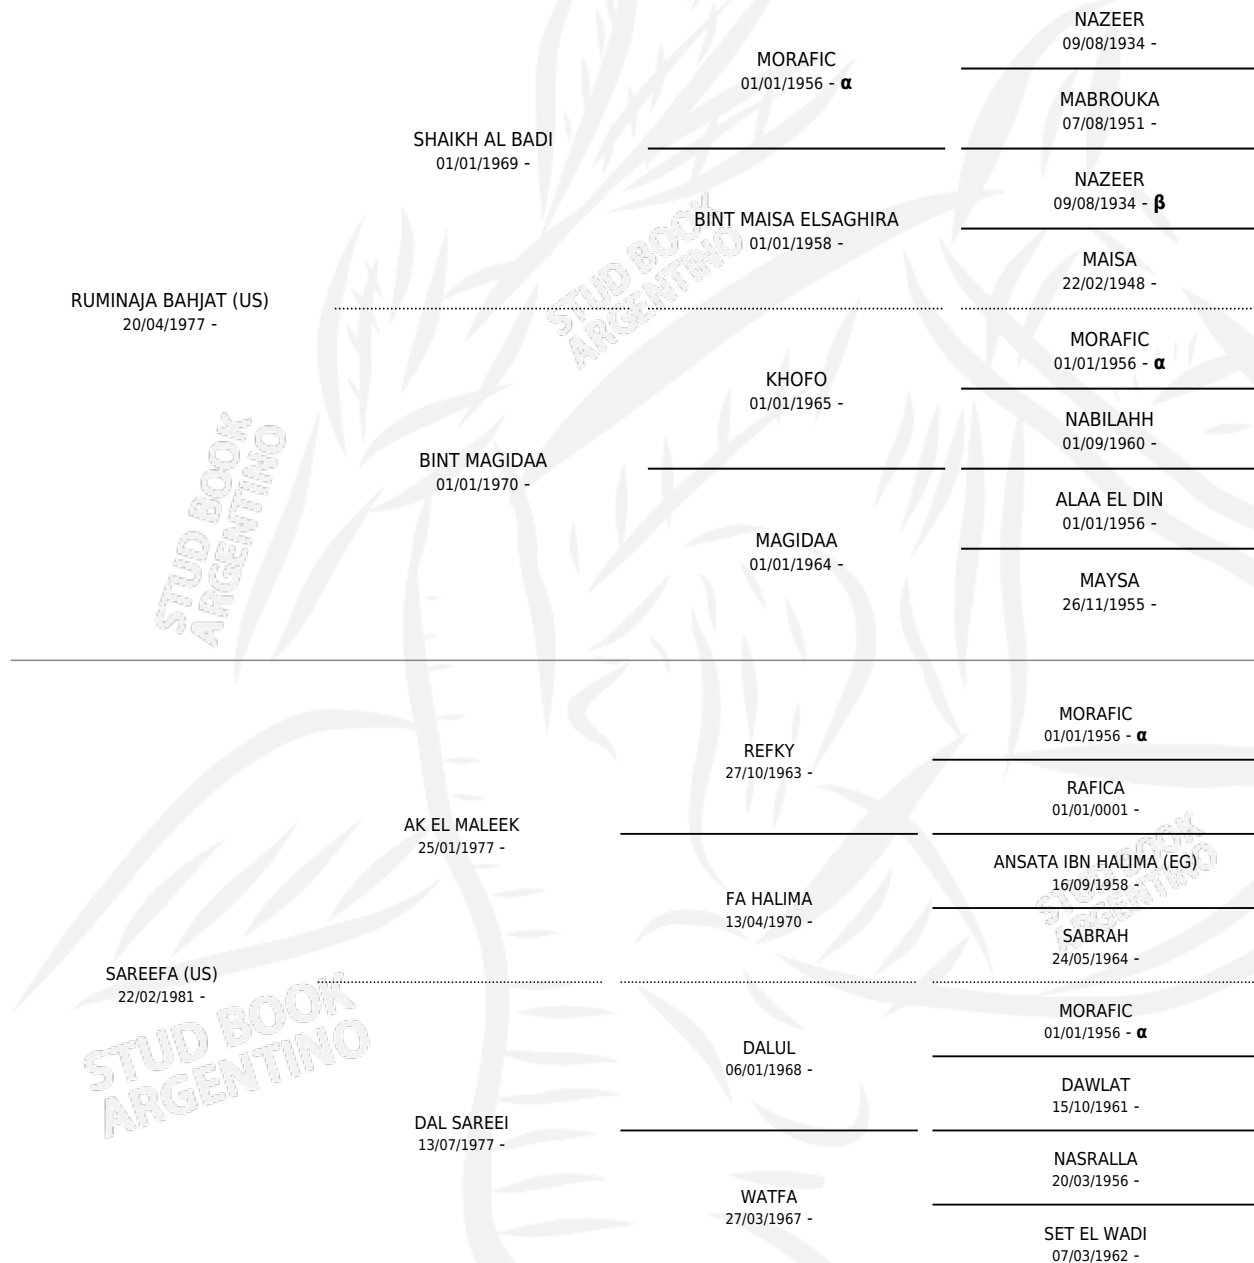 NAZEER
09/08/1934 -
MORAFIC
01/01/1956 - α
MABROUKA
07/08/1951 -
SHAIKH AL BADI
01/01/1969 -
NAZEER
09/08/1934 - β
BINT MAISA ELSAGHIRA
01/01/1958 -
MAISA
22/02/1948 -
RUMINAJA BAHJAT (US)
20/04/1977 -
MORAFIC
01/01/1956 - α
KHOFO
01/01/1965 -
NABILAHH
01/09/1960 -
BINT MAGIDAA
01/01/1970 -
ALAA EL DIN
01/01/1956 -
MAGIDAA
01/01/1964 -
MAYSA
26/11/1955 -
MORAFIC
01/01/1956 - α
REFKY
27/10/1963 -
RAFICA
01/01/0001 -
AK EL MALEEK
25/01/1977 -
ANSATA IBN HALIMA (EG)
16/09/1958 -
FA HALIMA
13/04/1970 -
SABRAH
24/05/1964 -
SAREEFA (US)
22/02/1981 -
MORAFIC
01/01/1956 - α
DALUL
06/01/1968 -
DAWLAT
15/10/1961 -
DAL SAREEI
13/07/1977 -
NASRALLA
20/03/1956 -
WATFA
27/03/1967 -
SET EL WADI
07/03/1962 -
STUD BOOK
ARGENTINO
STUD BOOK
ARGENTINO
STUD BOOK
ARGENTINO
STUD BOOK
ARGENTINO